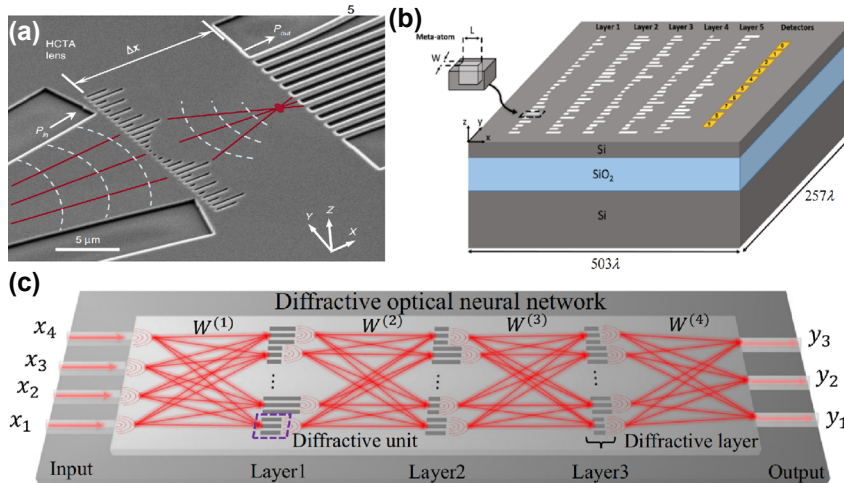 (a)
HCTA
lens
Δx
P_out
5
P_in
5 μm
Y
Z
X
(b)
Meta-atom
L
W
Layer 1
Layer 2
Layer 3
Layer 4
Layer 5
Detectors
z
y
x
Si
SiO₂
Si
503λ
257λ
(c)
Diffractive optical neural network
x₄
x₃
x₂
x₁
W⁽¹⁾
W⁽²⁾
W⁽³⁾
W⁽⁴⁾
y₃
y₂
y₁
Diffractive unit
Diffractive layer
Input
Layer1
Layer2
Layer3
Output